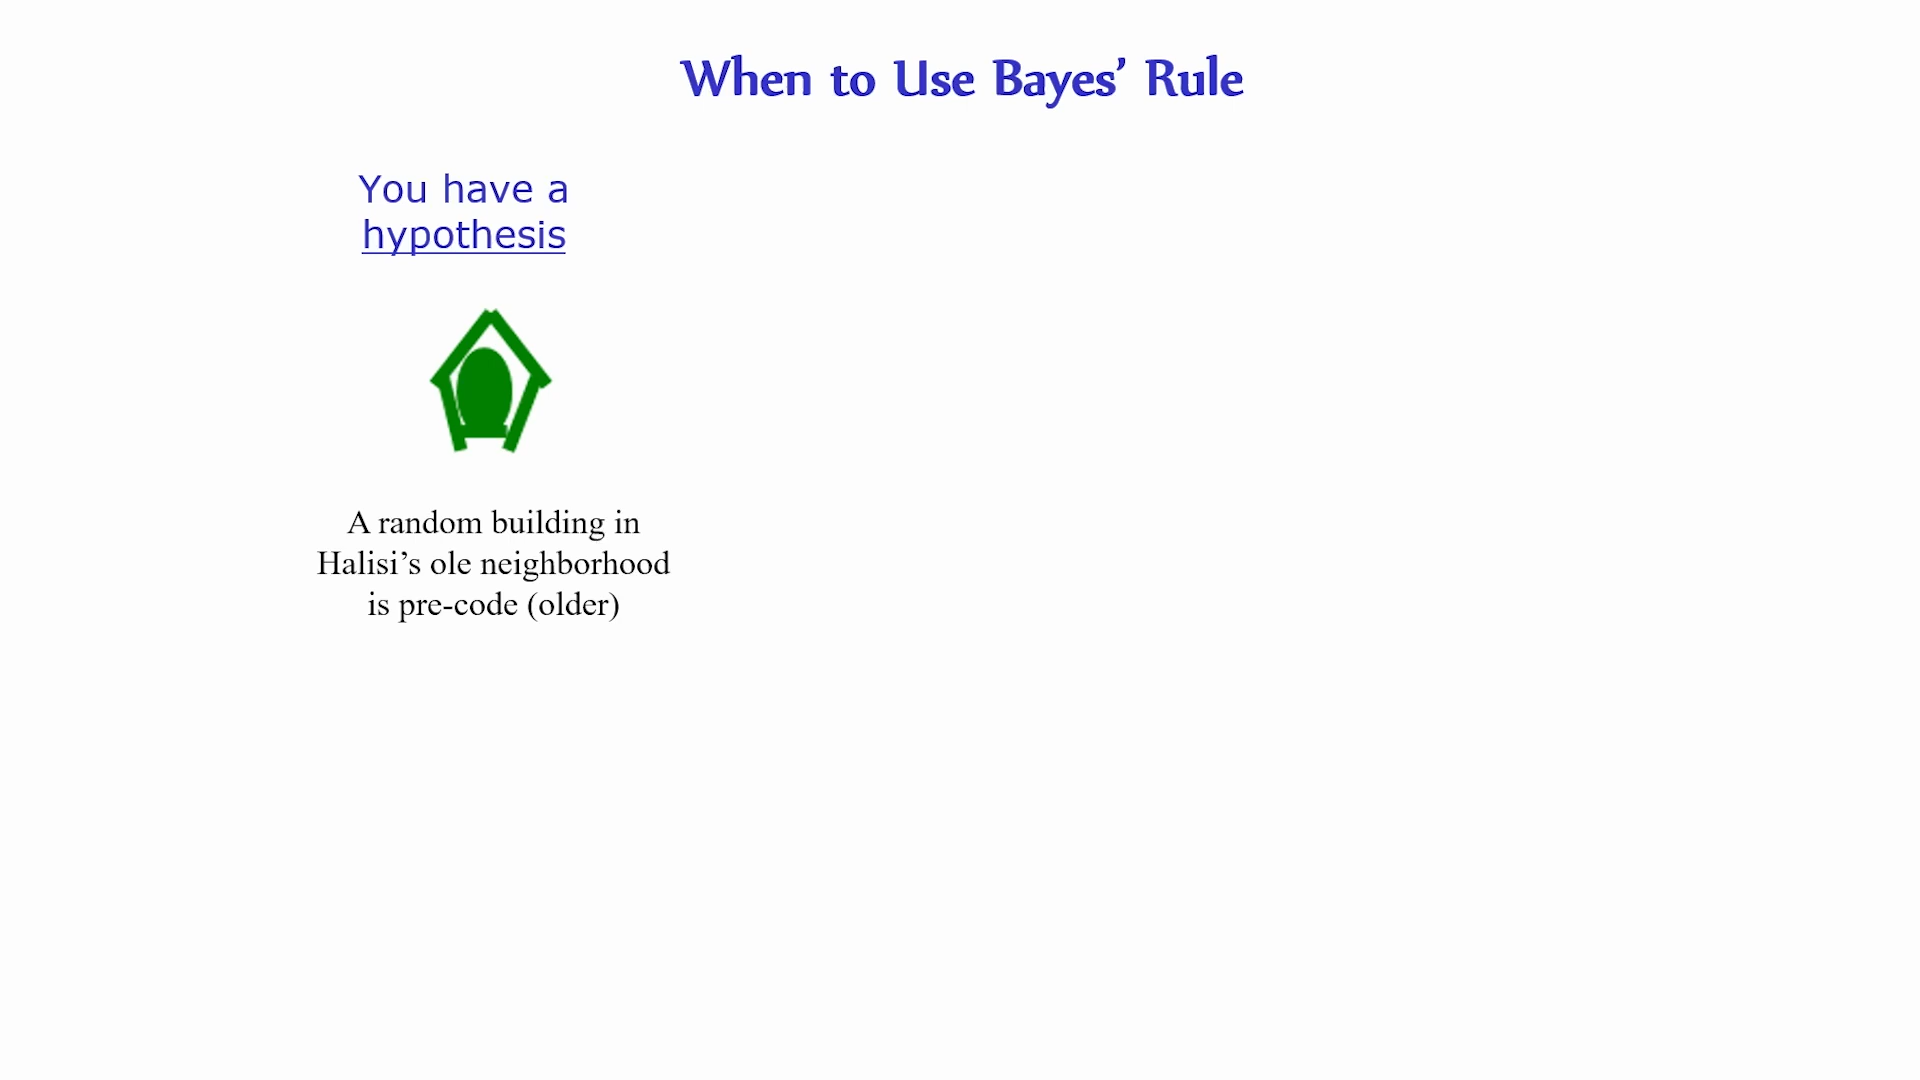 When to Use Bayes’ Rule
You have a
hypothesis
A random building in
Halisi’s ole neighborhood
is pre-code (older)